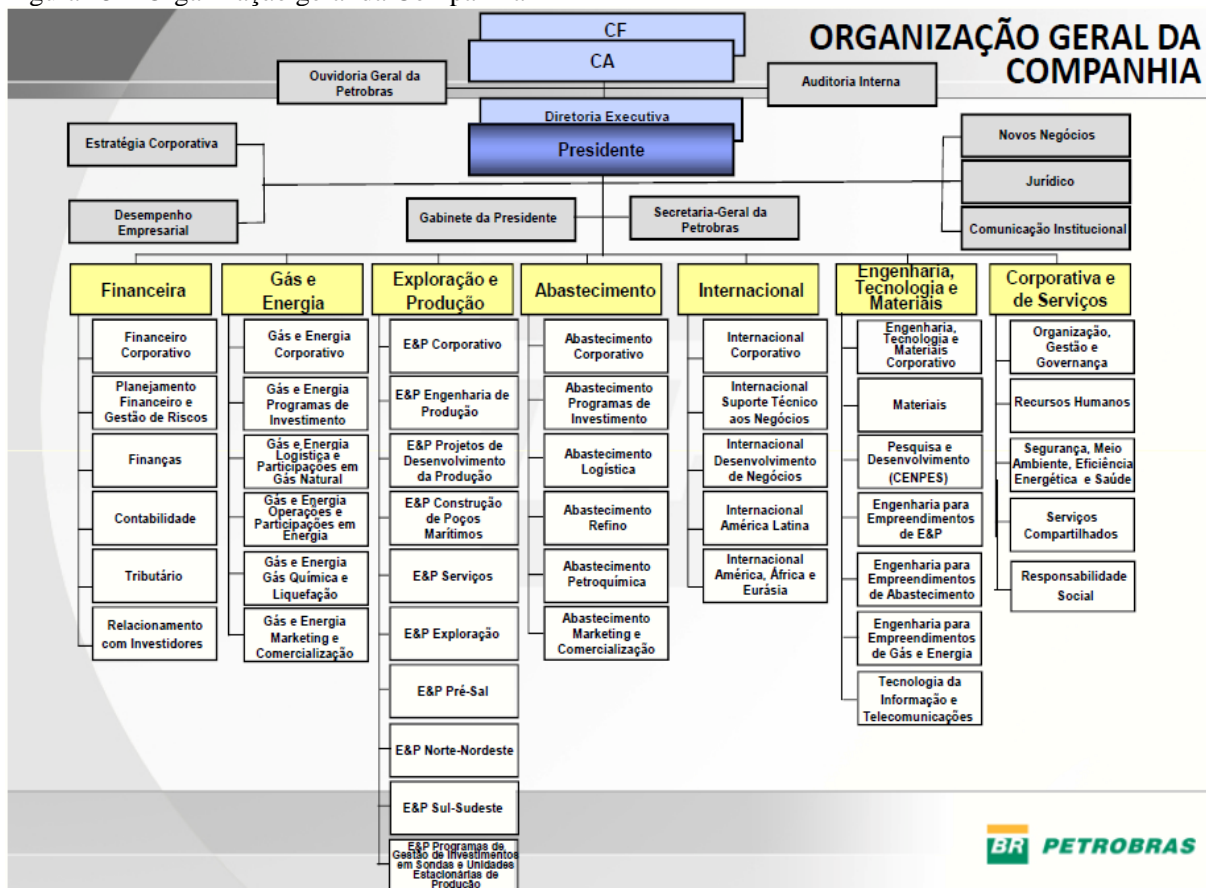 CF
CA
ORGANIZAÇÃO GERAL DA
COMPANHIA
Ouvidoria Geral da
Petrobras
Auditoria Interna
Diretoria Executiva
Presidente
Estratégia Corporativa
Desempenho
Empresarial
Novos Negócios
Jurídico
Comunicação Institucional
Gabinete da Presidente
Secretaria-Geral da
Petrobras
Financeira
Financeiro
Corporativo
Planejamento
Financeiro e
Gestão de Riscos
Finanças
Contabilidade
Tributário
Relacionamento
com Investidores
Gás e
Energia
Gás e Energia
Corporativo
Gás e Energia
Programas de
Investimento
Gás e Energia
Logística e
Participações em
Gás Natural
Gás e Energia
Operações e
Participações em
Energia
Gás e Energia
Gás Química e
Liquefação
Gás e Energia
Marketing e
Comercialização
Exploração e
Produção
E&P Corporativo
E&P Engenharia de
Produção
E&P Projetos de
Desenvolvimento
da Produção
E&P Construção
de Poços
Marítimos
E&P Serviços
E&P Exploração
E&P Pré-Sal
E&P Norte-Nordeste
E&P Sul-Sudeste
E&P Programas de
Gestão de Investimentos
em Sondas e Unidades
Estacionárias de
Produção
Abastecimento
Abastecimento
Corporativo
Abastecimento
Programas de
Investimento
Abastecimento
Logística
Abastecimento
Refino
Abastecimento
Petroquímica
Abastecimento
Marketing e
Comercialização
Internacional
Internacional
Corporativo
Internacional
Suporte Técnico
aos Negócios
Internacional
Desenvolvimento
de Negócios
Internacional
América Latina
Internacional
América, África e
Eurásia
Engenharia,
Tecnologia e
Materiais
Engenharia,
Tecnologia e
Materiais
Corporativo
Materiais
Pesquisa e
Desenvolvimento
(CENPES)
Engenharia para
Empreendimentos
de E&P
Engenharia para
Empreendimentos
de Abastecimento
Engenharia para
Empreendimentos
de Gás e Energia
Tecnologia da
Informação e
Telecomunicações
Corporativa e
de Serviços
Organização,
Gestão e
Governança
Recursos Humanos
Segurança, Meio
Ambiente, Eficiência
Energética e Saúde
Serviços
Compartilhados
Responsabilidade
Social
BR PETROBRAS